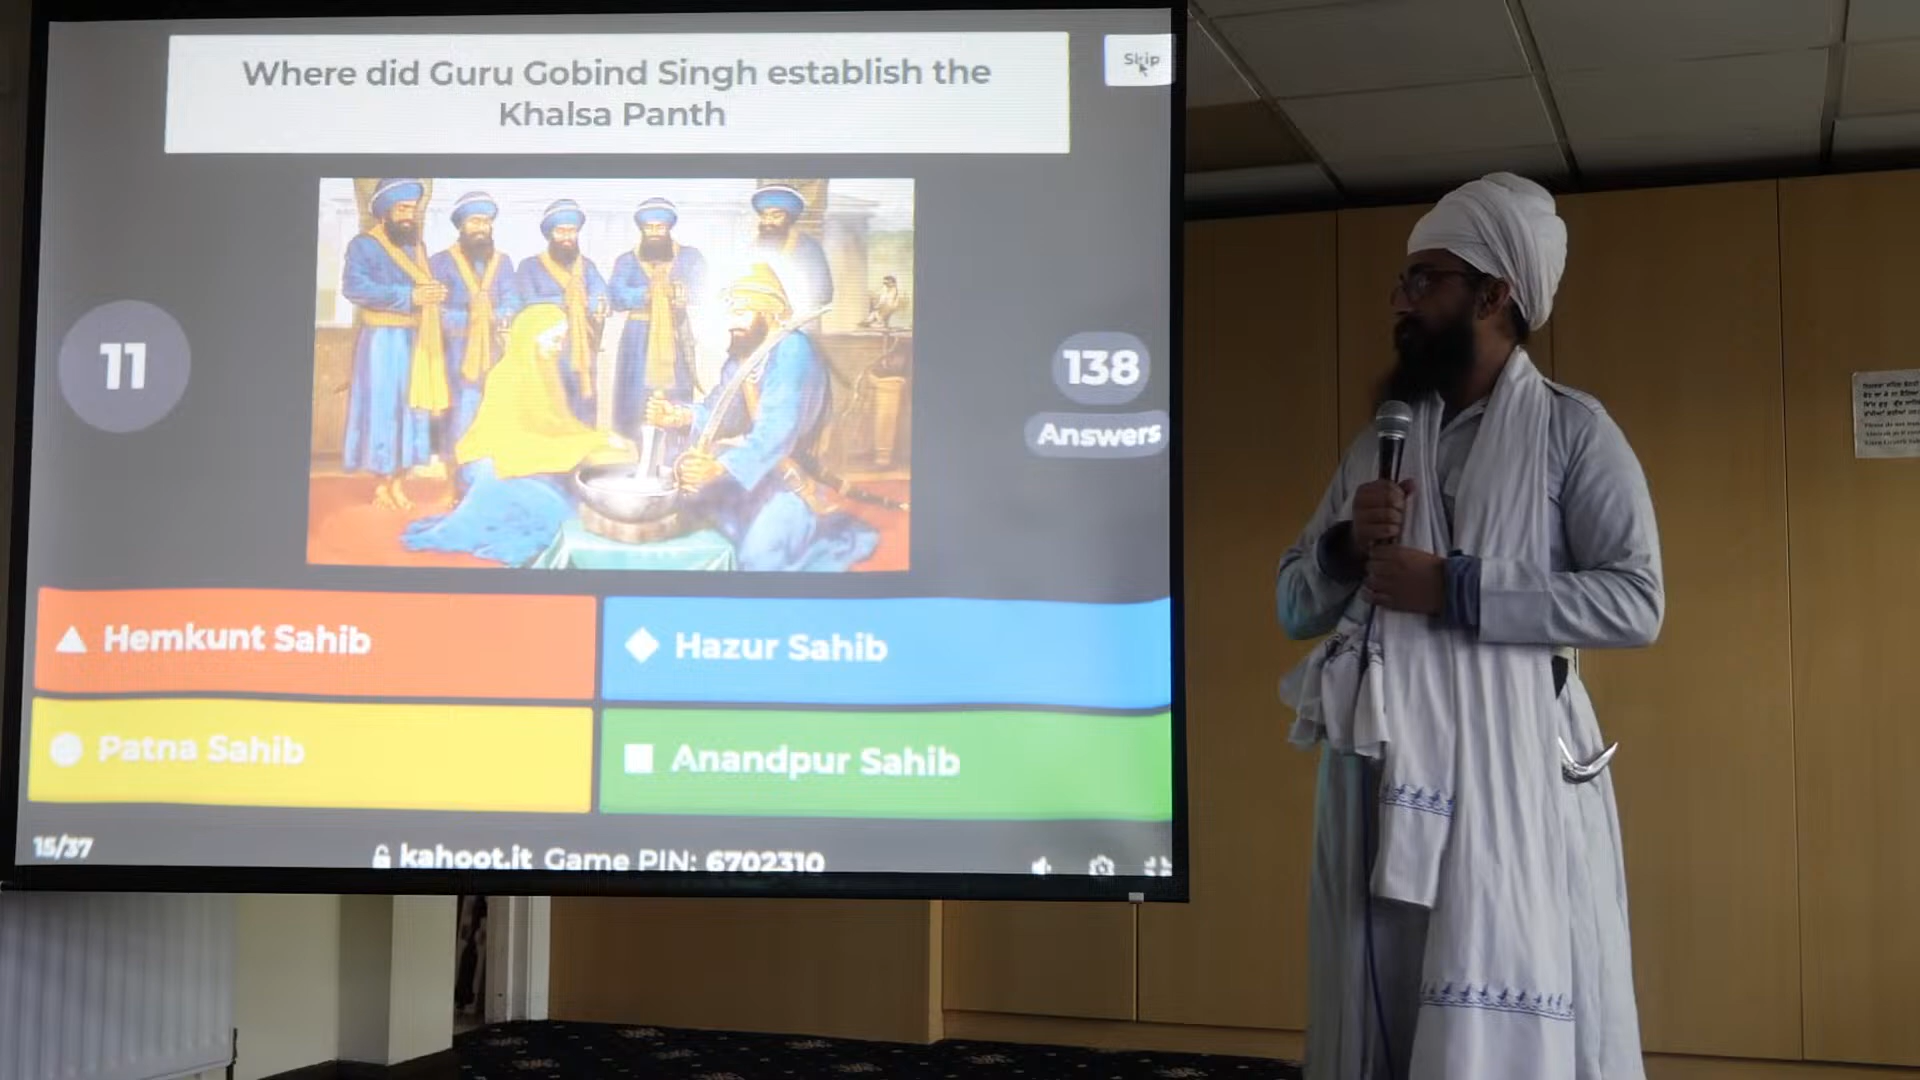 Where did Guru Gobind Singh establish the
Khalsa Panth
Skip
11
138
Answers
Hemkunt Sahib
Hazur Sahib
Patna Sahib
Anandpur Sahib
15/37
kahoot.it Game PIN: 6702310